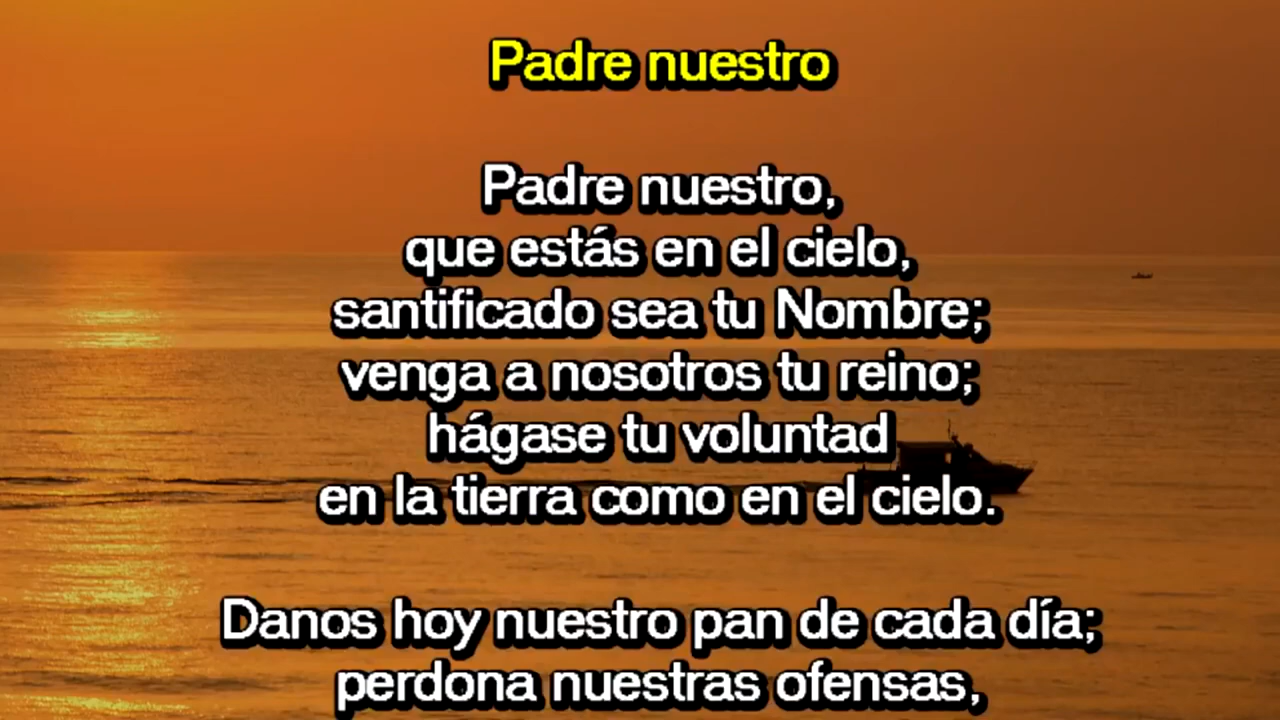 Padre nuestro
Padre nuestro,
que estás en el cielo,
santificado sea tu Nombre;
venga a nosotros tu reino;
hágase tu voluntad
en la tierra como en el cielo.
Danos hoy nuestro pan de cada día;
perdona nuestras ofensas,